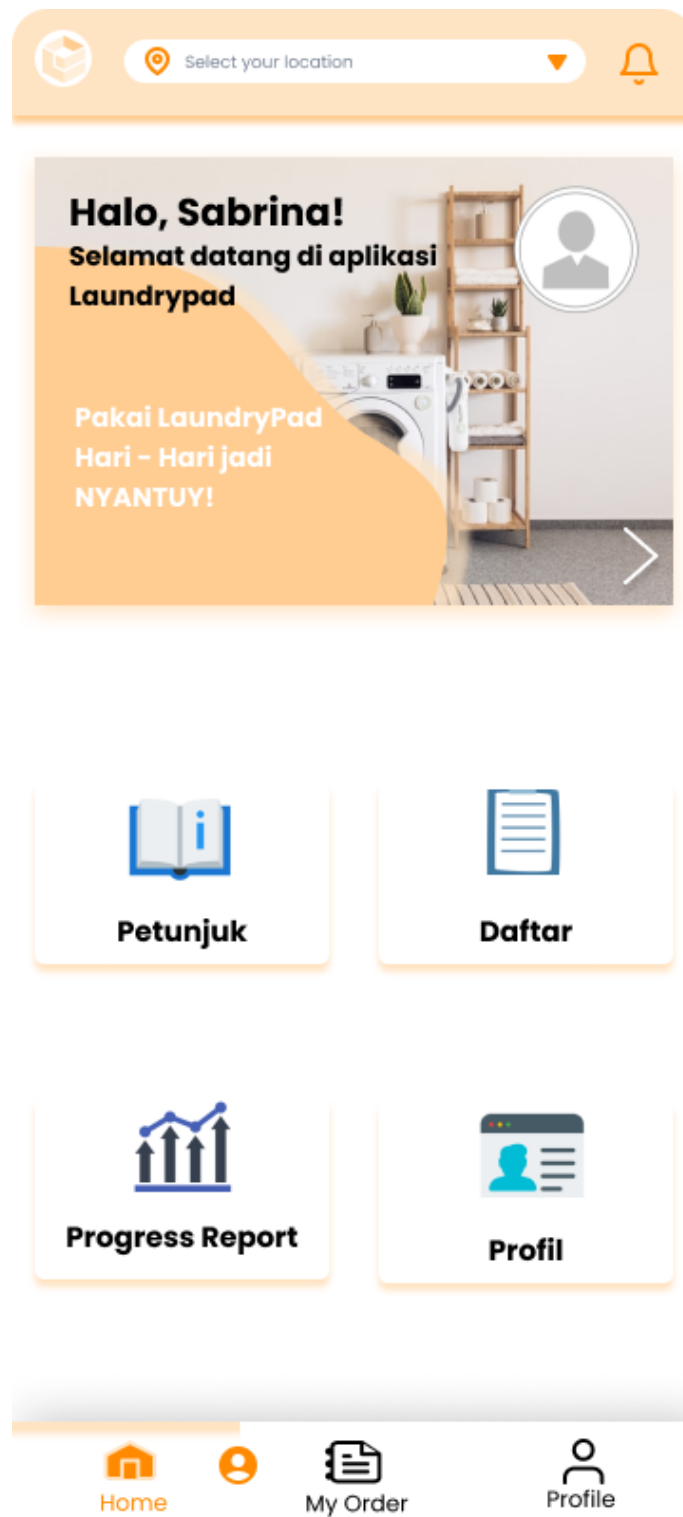 Select your location
Halo, Sabrina!
Selamat datang di aplikasi
Laundrypad
Pakai LaundryPad
Hari - Hari jadi
NYANTUY!
Petunjuk
Daftar
Progress Report
Profil
Home
My Order
Profile